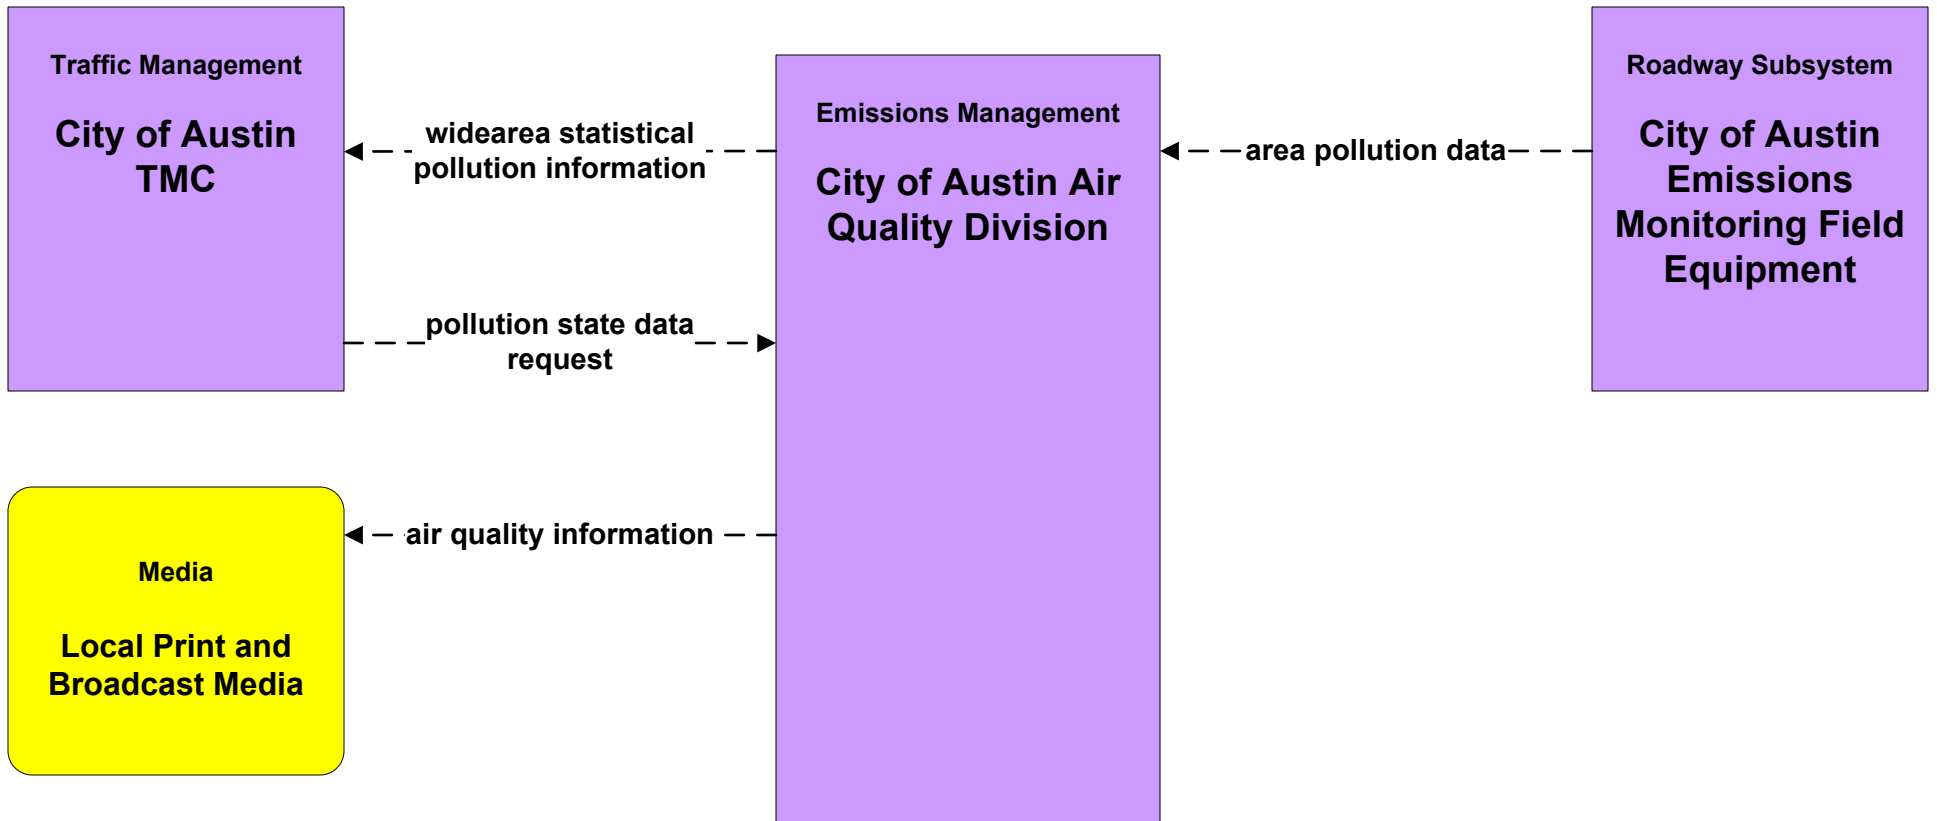 Traffic Management
City of Austin
TMC
widearea statistical
pollution information
pollution state data
request
Emissions Management
City of Austin Air
Quality Division
area pollution data
Roadway Subsystem
City of Austin
Emissions
Monitoring Field
Equipment
air quality information
Media
Local Print and
Broadcast Media